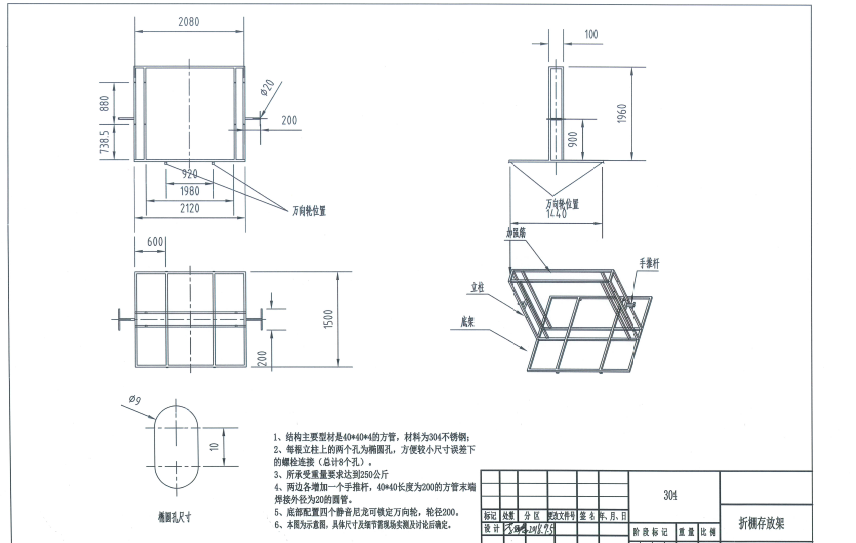 2080
880
738.5
Ø20
200
920
1980
2120
万向轮位置
100
1960
900
万向轮位置
1440
600
1500
200
加强筋
手推杆
立柱
底架
Ø9
10
椭圆孔尺寸
1、结构主要型材是40*40*4的方管，材料为304不锈钢；
2、每根立柱上的两个孔为椭圆孔，方便较小尺寸误差下
的螺栓连接（总计8个孔）。
3、所承受重量要求达到250公斤
4、两边各增加一个手推杆，40*40长度为200的方管末端
焊接外径为20的圆管。
5、底部配置四个静音尼龙可锁定万向轮，轮径200。
6、本图为示意图，具体尺寸及细节需现场实测及讨论后确定。
304
标记 处数 分区 更改文件号 签名 年、月、日
设计
阶段标记 重量 比例
折棚存放架